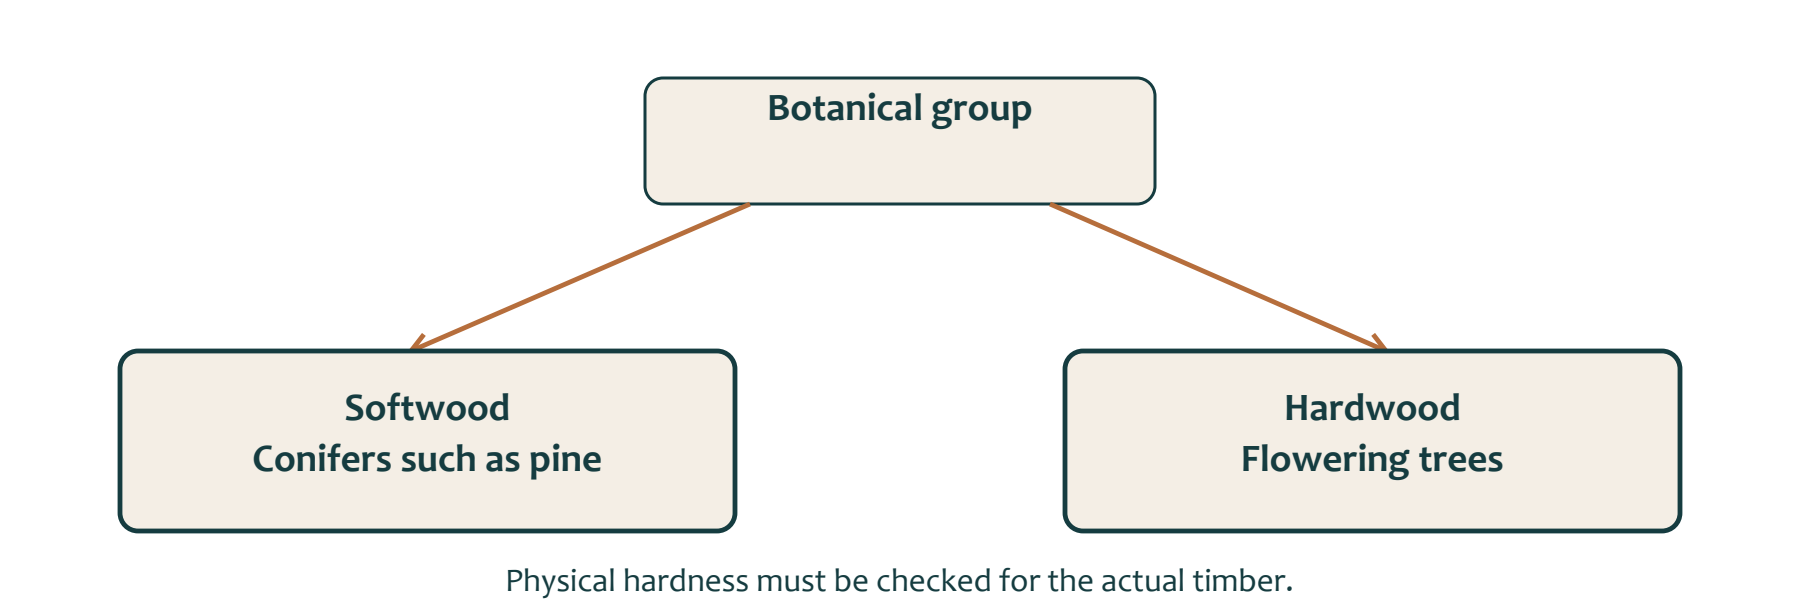 Botanical group
Softwood
Conifers such as pine
Hardwood
Flowering trees
Physical hardness must be checked for the actual timber.